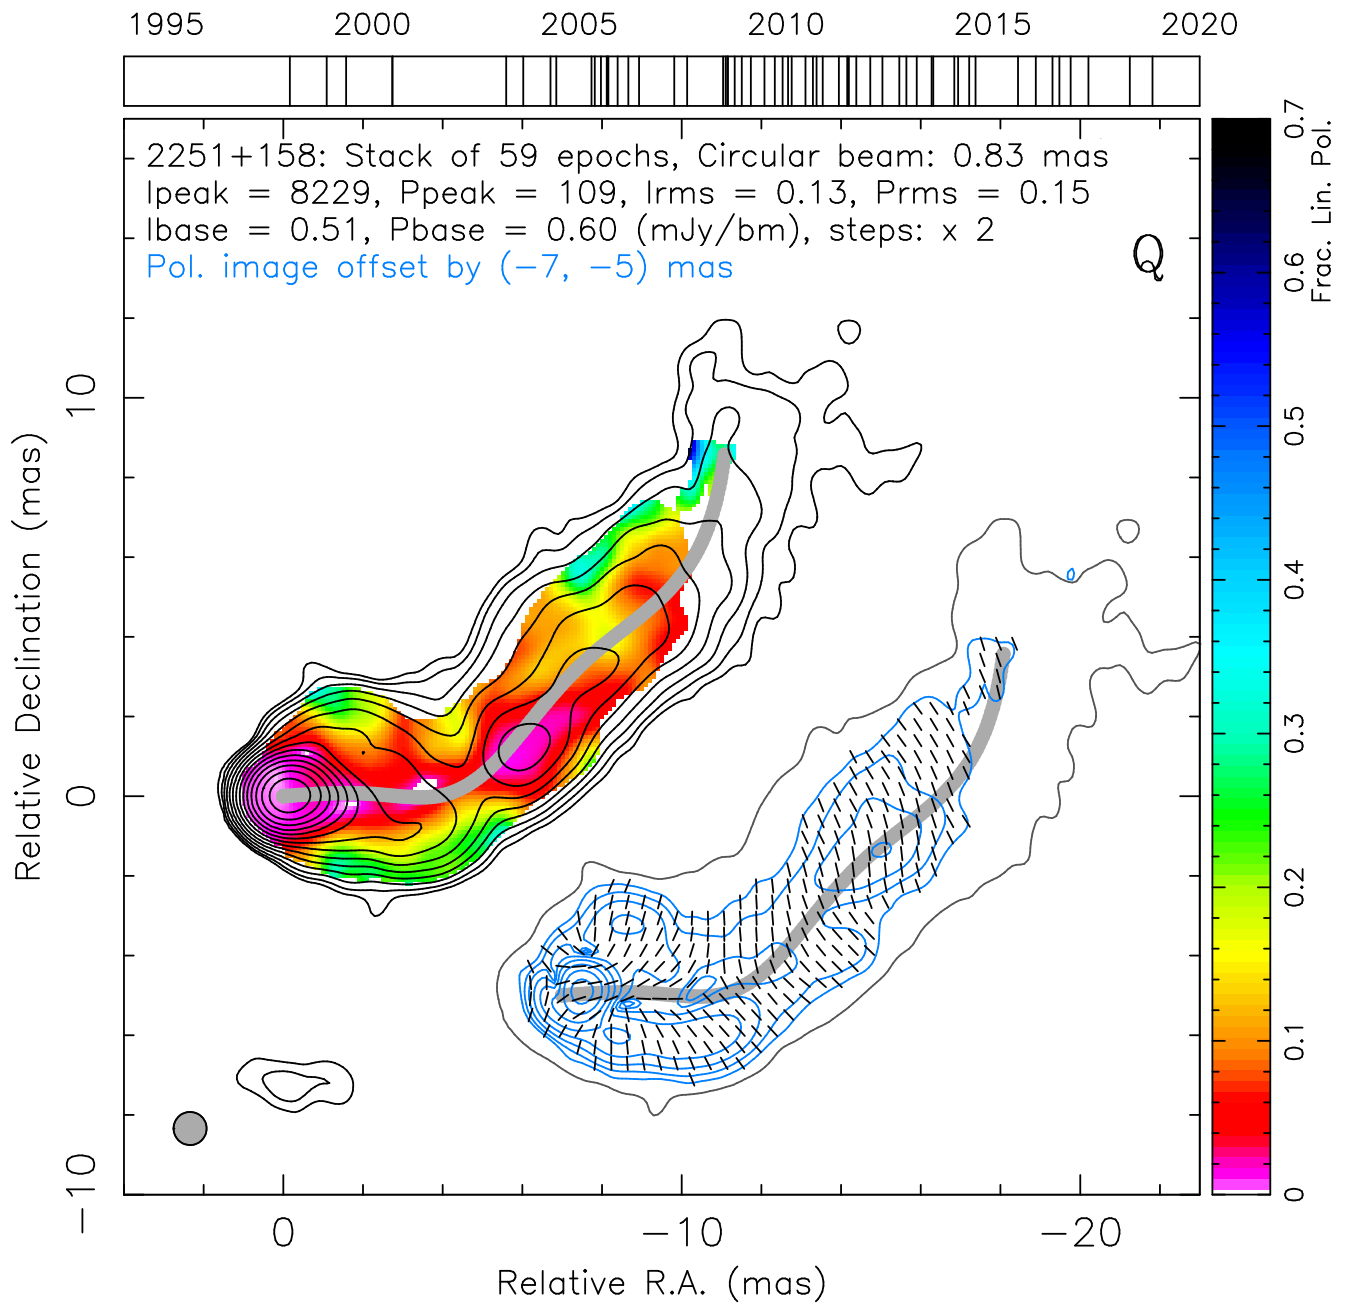 1995 2000 2005 2010 2015 2020
2251+158: Stack of 59 epochs, Circular beam: 0.83 mas
Ipeak = 8229, Ppeak = 109, Irms = 0.13, Prms = 0.15
Ibase = 0.51, Pbase = 0.60 (mJy/bm), steps: x 2
Pol. image offset by (−7, −5) mas
Q
10
0
−10
Relative Declination (mas)
0 −10 −20
Relative R.A. (mas)
0.7
0.6
0.5
0.4
0.3
0.2
0.1
0
Frac. Lin. Pol.